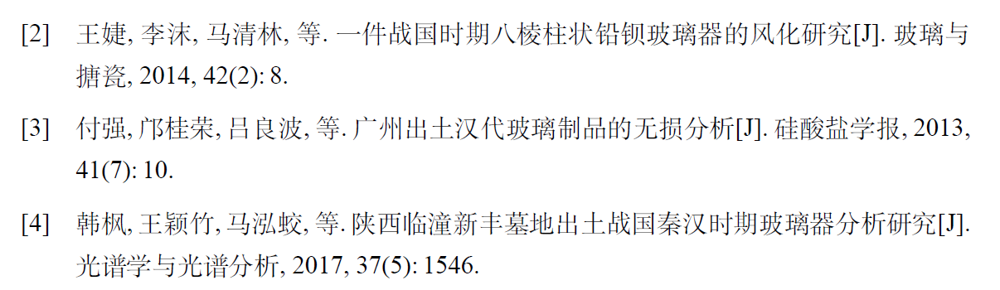 [2] 王婕, 李沫, 马清林, 等. 一件战国时期八棱柱状铅钡玻璃器的风化研究[J]. 玻璃与
搪瓷, 2014, 42(2): 8.
[3] 付强, 邝桂荣, 吕良波, 等. 广州出土汉代玻璃制品的无损分析[J]. 硅酸盐学报, 2013,
41(7): 10.
[4] 韩枫, 王颖竹, 马泓蛟, 等. 陕西临潼新丰墓地出土战国秦汉时期玻璃器分析研究[J].
光谱学与光谱分析, 2017, 37(5): 1546.